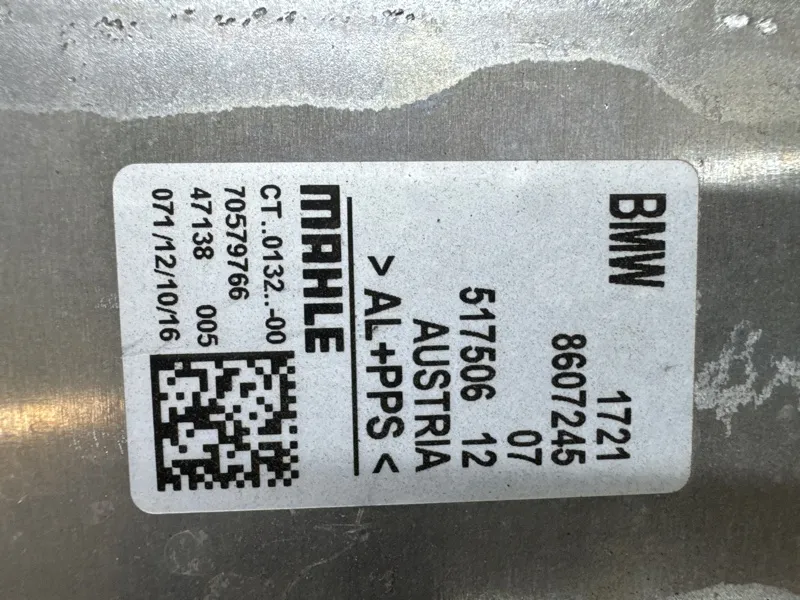 BMW 1721
8607245
07
517506 12
AUSTRIA
>AL+PPS<
MAHLE
CT..0132..-00
70579766
47138 005
071/12/10/16